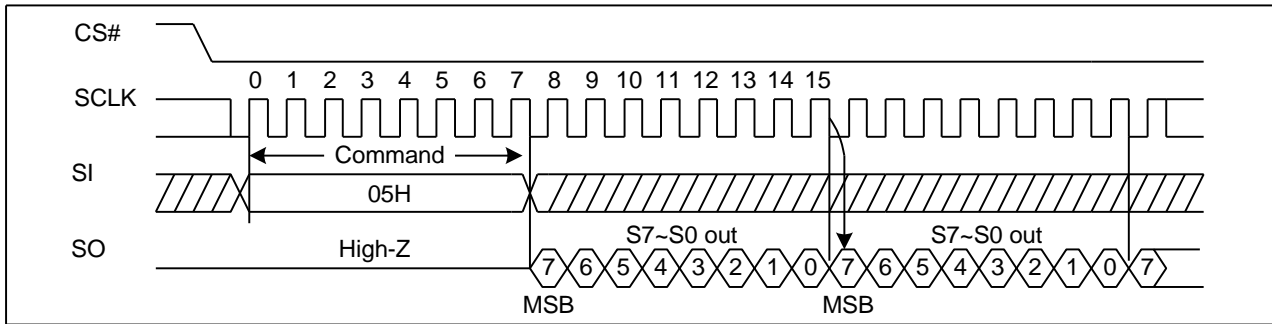 CS#
0 1 2 3 4 5 6 7 8 9 10 11 12 13 14 15
SCLK
Command
SI
05H
S7~S0 out S7~S0 out
SO
High-Z
7 6 5 4 3 2 1 0 7 6 5 4 3 2 1 0 7
MSB MSB